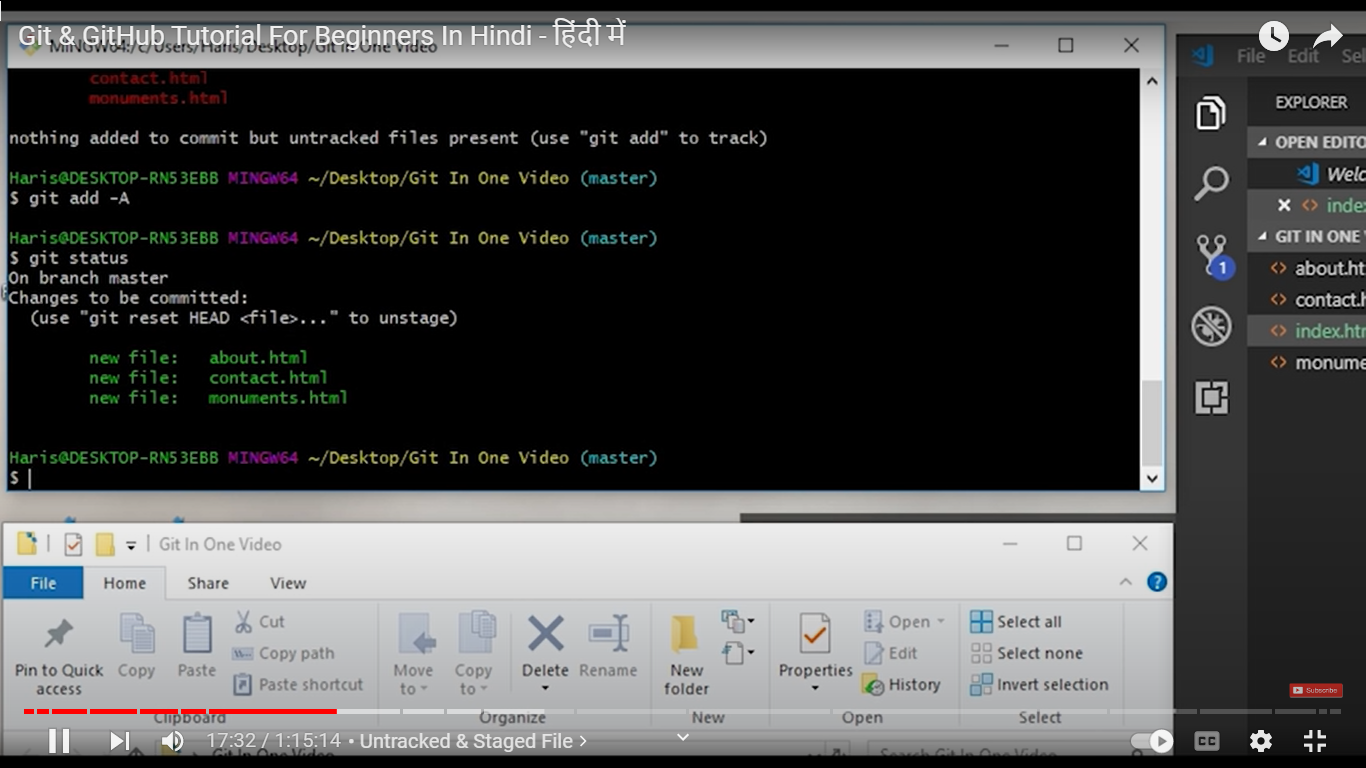 Git & GitHub Tutorial For Beginners In Hindi - हिंदी में
MINGW64:/c/Users/Haris/Desktop/Git In One Video
contact.html
monuments.html
nothing added to commit but untracked files present (use "git add" to track)
Haris@DESKTOP-RN53EBB MINGW64 ~/Desktop/Git In One Video (master)
$ git add -A
Haris@DESKTOP-RN53EBB MINGW64 ~/Desktop/Git In One Video (master)
$ git status
On branch master
Changes to be committed:
(use "git reset HEAD <file>..." to unstage)
new file: about.html
new file: contact.html
new file: monuments.html
Haris@DESKTOP-RN53EBB MINGW64 ~/Desktop/Git In One Video (master)
$
File Edit Sel
EXPLORER
OPEN EDITO
Welc
index
GIT IN ONE
about.ht
contact.h
index.htm
monume
1
Git In One Video
File Home Share View
Pin to Quick access
Copy
Paste
Cut
Copy path
Paste shortcut
Clipboard
Move to
Copy to
Delete
Rename
Organize
New folder
New
Properties
Open
Edit
History
Open
Select all
Select none
Invert selection
Select
Subscribe
17:32 / 1:15:14 • Untracked & Staged File >
CC
Git In One Video
Search Git In One Video